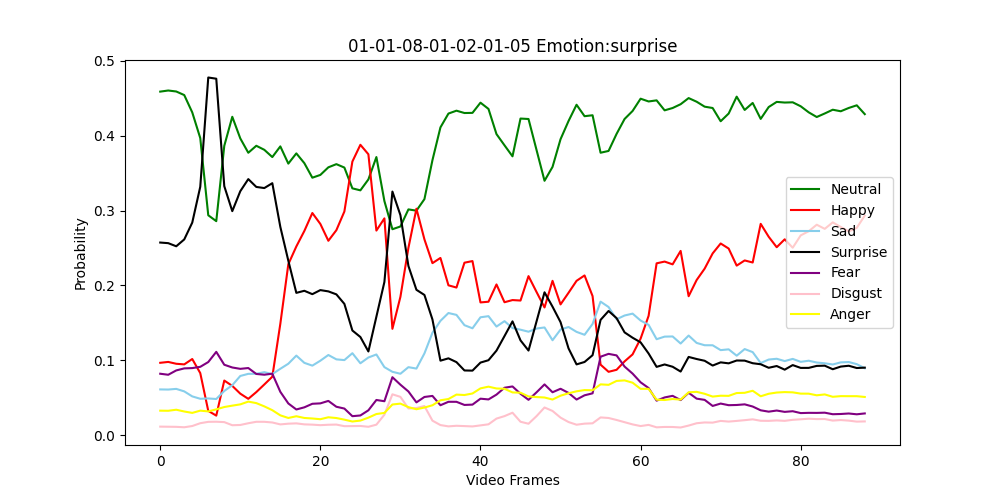 01-01-08-01-02-01-05 Emotion:surprise
Probability
0.5
0.4
0.3
0.2
0.1
0.0
0 20 40 60 80
Video Frames
Neutral
Happy
Sad
Surprise
Fear
Disgust
Anger